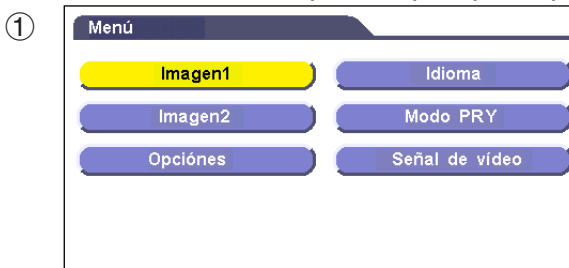 ①
Menú
Imagen1
Idioma
Imagen2
Modo PRY
Opciónes
Señal de vídeo